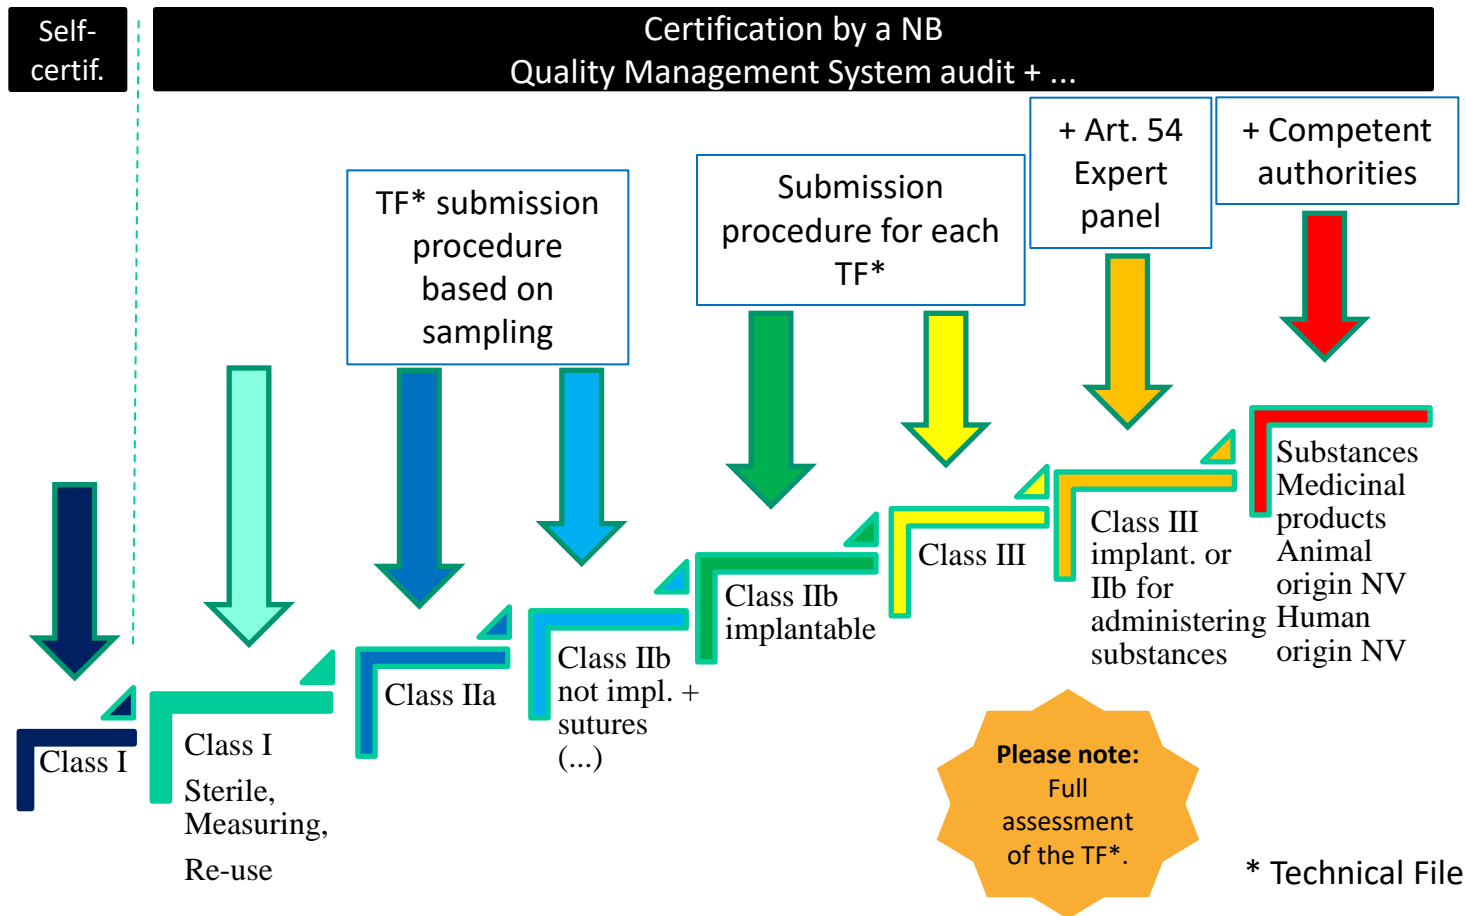 Self-
certif.
Certification by a NB
Quality Management System audit + ...
TF* submission
procedure
based on
sampling
Submission
procedure for each
TF*
+ Art. 54
Expert
panel
+ Competent
authorities
Class I
Class I
Sterile,
Measuring,
Re-use
Class IIa
Class IIb
not impl. +
sutures
(...)
Class IIb
implantable
Class III
Class III
implant. or
IIb for
administering
substances
Substances
Medicinal
products
Animal
origin NV
Human
origin NV
Please note:
Full
assessment
of the TF*.
* Technical File